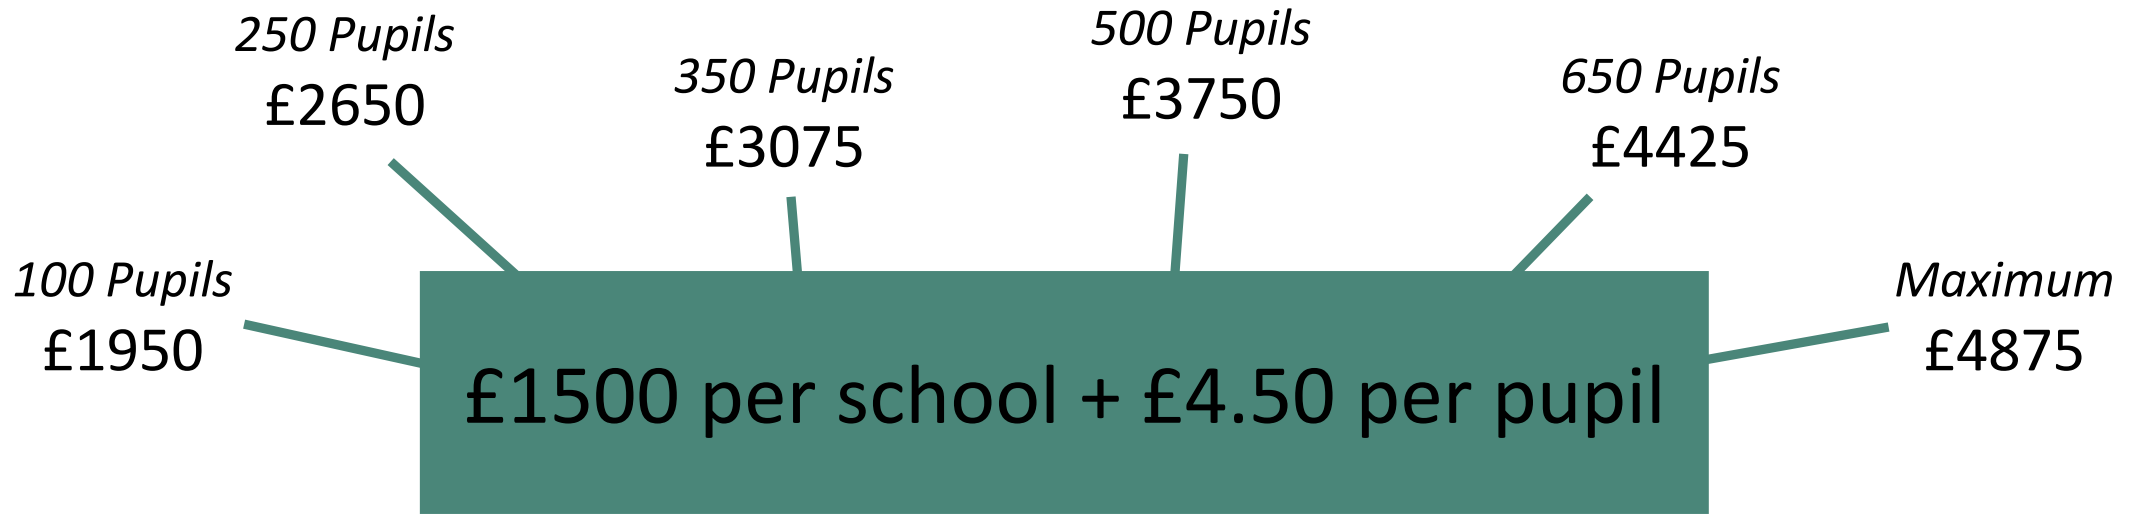 250 Pupils
£2650
350 Pupils
£3075
500 Pupils
£3750
650 Pupils
£4425
100 Pupils
£1950
Maximum
£4875
£1500 per school + £4.50 per pupil